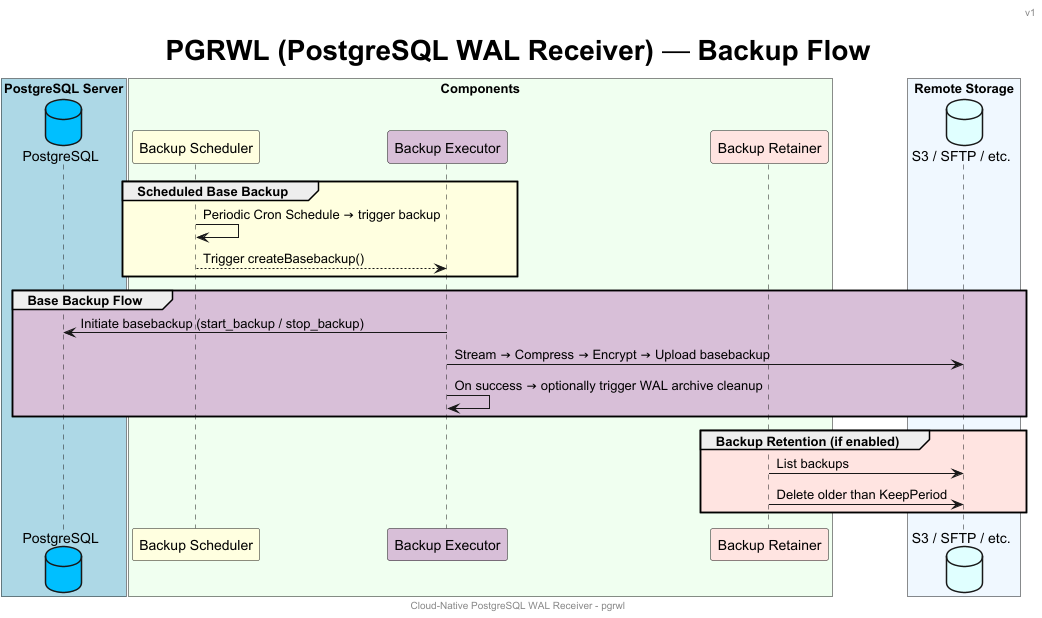 v1
PGRWL (PostgreSQL WAL Receiver) — Backup Flow
PostgreSQL Server
Components
Remote Storage
PostgreSQL
Backup Scheduler
Backup Executor
Backup Retainer
S3 / SFTP / etc.
Scheduled Base Backup
Periodic Cron Schedule → trigger backup
Trigger createBasebackup()
Base Backup Flow
Initiate basebackup (start_backup / stop_backup)
Stream → Compress → Encrypt → Upload basebackup
On success → optionally trigger WAL archive cleanup
Backup Retention (if enabled)
List backups
Delete older than KeepPeriod
PostgreSQL
Backup Scheduler
Backup Executor
Backup Retainer
S3 / SFTP / etc.
Cloud-Native PostgreSQL WAL Receiver - pgrwl